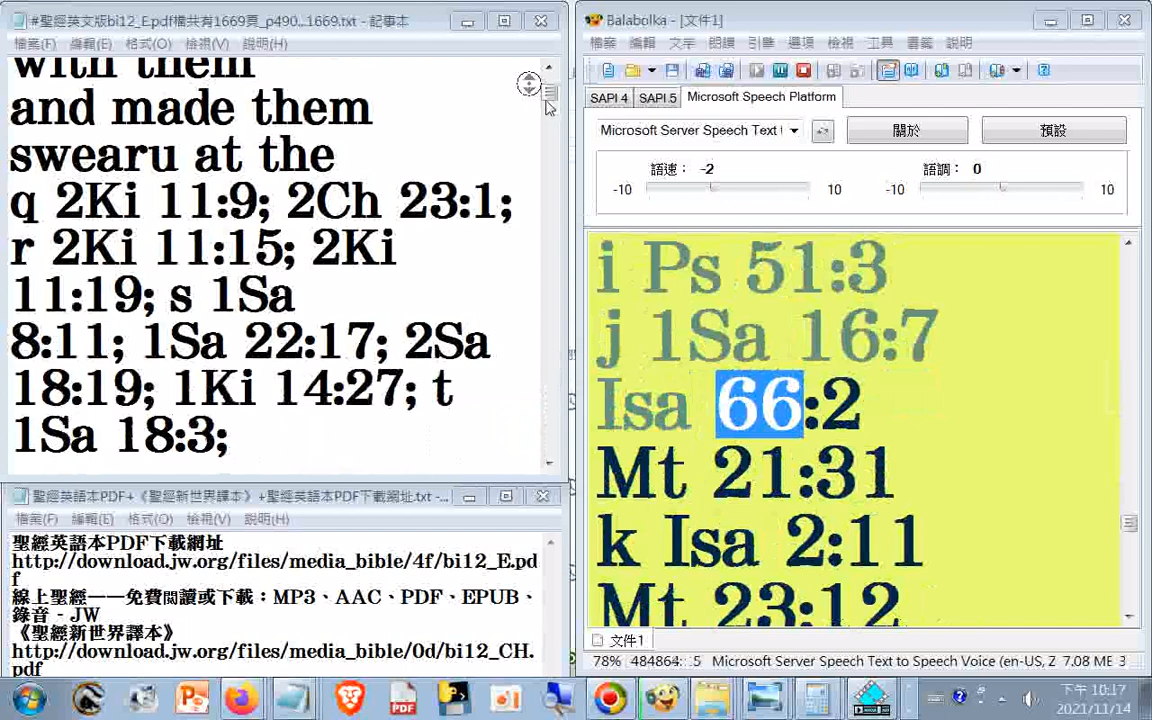 #聖經英文版bi12_E.pdf檔共有1669頁_p490...1669.txt - 記事本
檔案(F) 編輯(E) 格式(O) 檢視(V) 說明(H)
with them
and made them
swearu at the
q 2Ki 11:9; 2Ch 23:1;
r 2Ki 11:15; 2Ki
11:19; s 1Sa
8:11; 1Sa 22:17; 2Sa
18:19; 1Ki 14:27; t
1Sa 18:3;
聖經英語本PDF+《聖經新世界譯本》+聖經英語本PDF下載網址.txt - ...
檔案(F) 編輯(E) 格式(O) 檢視(V) 說明(H)
聖經英語本PDF下載網址
http://download.jw.org/files/media_bible/4f/bi12_E.pd
f
線上聖經——免費閱讀或下載：MP3、AAC、PDF、EPUB、
錄音 - JW
《聖經新世界譯本》
http://download.jw.org/files/media_bible/0d/bi12_CH.
pdf
Balabolka - [文件1]
檔案 編輯 文字 朗讀 引擎 選項 檢視 工具 書籤 說明
SAPI 4 SAPI 5 Microsoft Speech Platform
Microsoft Server Speech Text 關於 預設
語速： -2 語調： 0
-10 10 -10 10
i Ps 51:3
j 1Sa 16:7
Isa 66:2
Mt 21:31
k Isa 2:11
Mt 23:12
文件1
78% 484864: .5 Microsoft Server Speech Text to Speech Voice (en-US, Z 7.08 ME 3
下午 10:17
2021/11/14